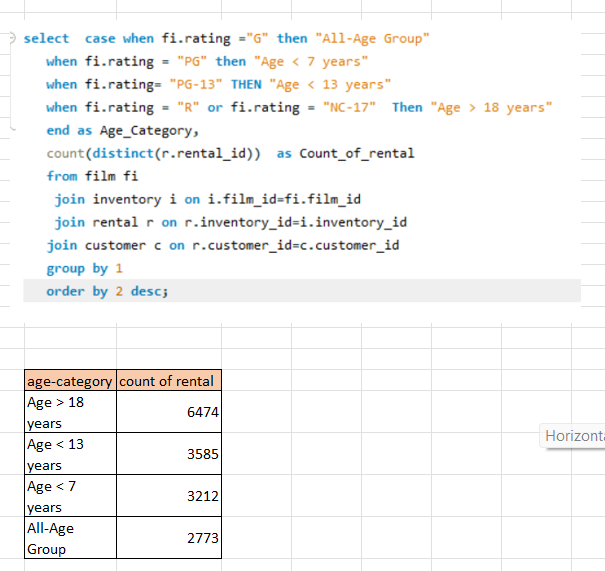 select case when fi.rating ="G" then "All-Age Group"
when fi.rating = "PG" then "Age < 7 years"
when fi.rating= "PG-13" THEN "Age < 13 years"
when fi.rating = "R" or fi.rating = "NC-17" Then "Age > 18 years"
end as Age_Category,
count(distinct(r.rental_id)) as Count_of_rental
from film fi
join inventory i on i.film_id=fi.film_id
join rental r on r.inventory_id=i.inventory_id
join customer c on r.customer_id=c.customer_id
group by 1
order by 2 desc;
age-category count of rental
Age > 18
years 6474
Age < 13
years 3585
Age < 7
years 3212
All-Age
Group 2773
Horizont